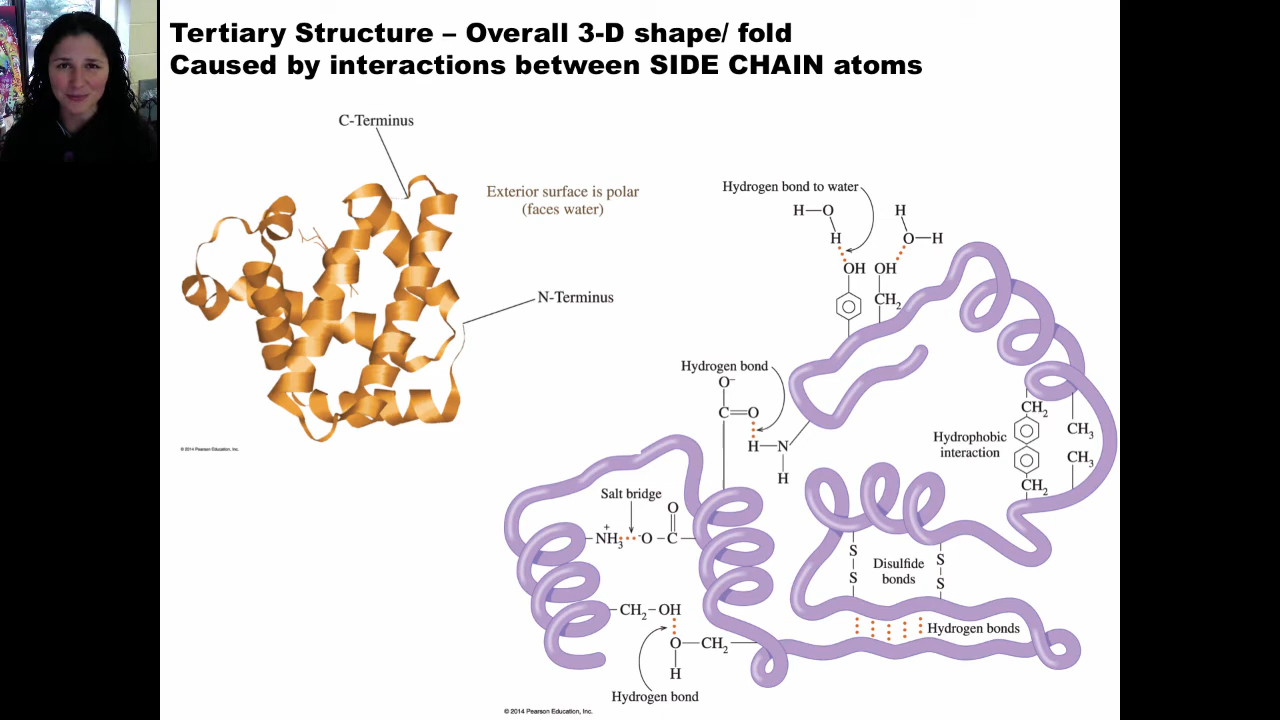 Tertiary Structure – Overall 3-D shape/ fold
Caused by interactions between SIDE CHAIN atoms
C-Terminus
Exterior surface is polar
(faces water)
N-Terminus
© 2014 Pearson Education, Inc.
Hydrogen bond to water
H—O
H
H
O—H
OH
OH
CH2
Hydrogen bond
O-
C=O
H—N
H
Hydrophobic
interaction
CH2
CH3
CH3
CH2
Salt bridge
O
+
NH3 -O – C
S
S
Disulfide
bonds
S
S
CH2–OH
Hydrogen bonds
O—CH2
H
Hydrogen bond
© 2014 Pearson Education, Inc.